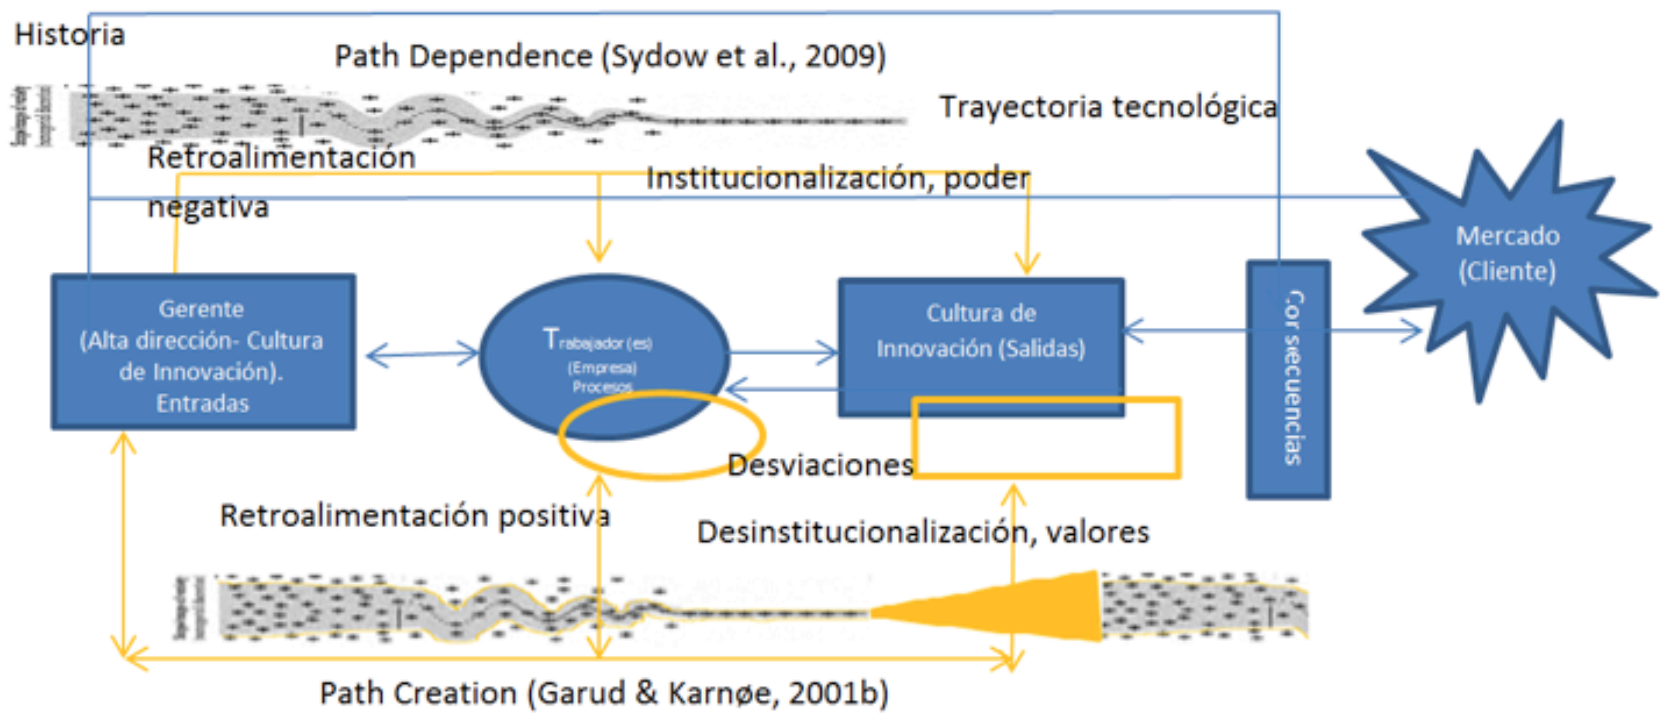 Historia
Path Dependence (Sydow et al., 2009)
Trayectoria tecnológica
Retroalimentación
negativa
Institucionalización, poder
Mercado
(Cliente)
Gerente
(Alta dirección- Cultura
de Innovación).
Entradas
Trabajador(es)
(Empresa)
Procesos
Cultura de
Innovación (Salidas)
Consecuencias
Desviaciones
Retroalimentación positiva
Desinstitucionalización, valores
Path Creation (Garud & Karnøe, 2001b)